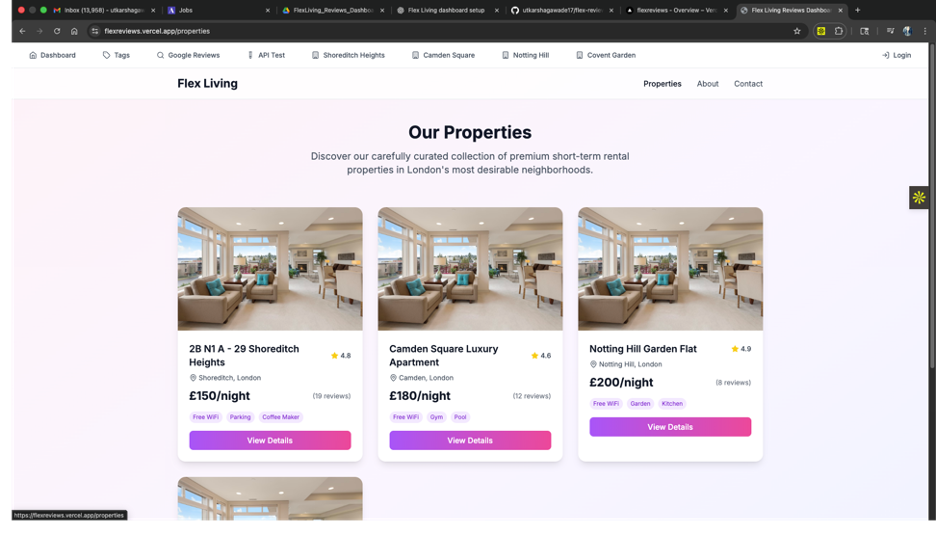 Inbox (13,958) – utkarshagaw
Jobs
FlexLiving_Reviews_Dashboa
Flex Living dashboard setup
utkarshagawade17/flex-revie
flexreviews – Overview – Ver
Flex Living Reviews Dashboa
flexreviews.vercel.app/properties
Dashboard
Tags
Google Reviews
API Test
Shoreditch Heights
Camden Square
Notting Hill
Covent Garden
Login
Flex Living
Properties
About
Contact
Our Properties
Discover our carefully curated collection of premium short-term rental
properties in London's most desirable neighborhoods.
2B N1 A - 29 Shoreditch
Heights
4.8
Shoreditch, London
£150/night
(19 reviews)
Free WiFi
Parking
Coffee Maker
View Details
Camden Square Luxury
Apartment
4.6
Camden, London
£180/night
(12 reviews)
Free WiFi
Gym
Pool
View Details
Notting Hill Garden Flat
4.9
Notting Hill, London
£200/night
(8 reviews)
Free WiFi
Garden
Kitchen
View Details
https://flexreviews.vercel.app/properties